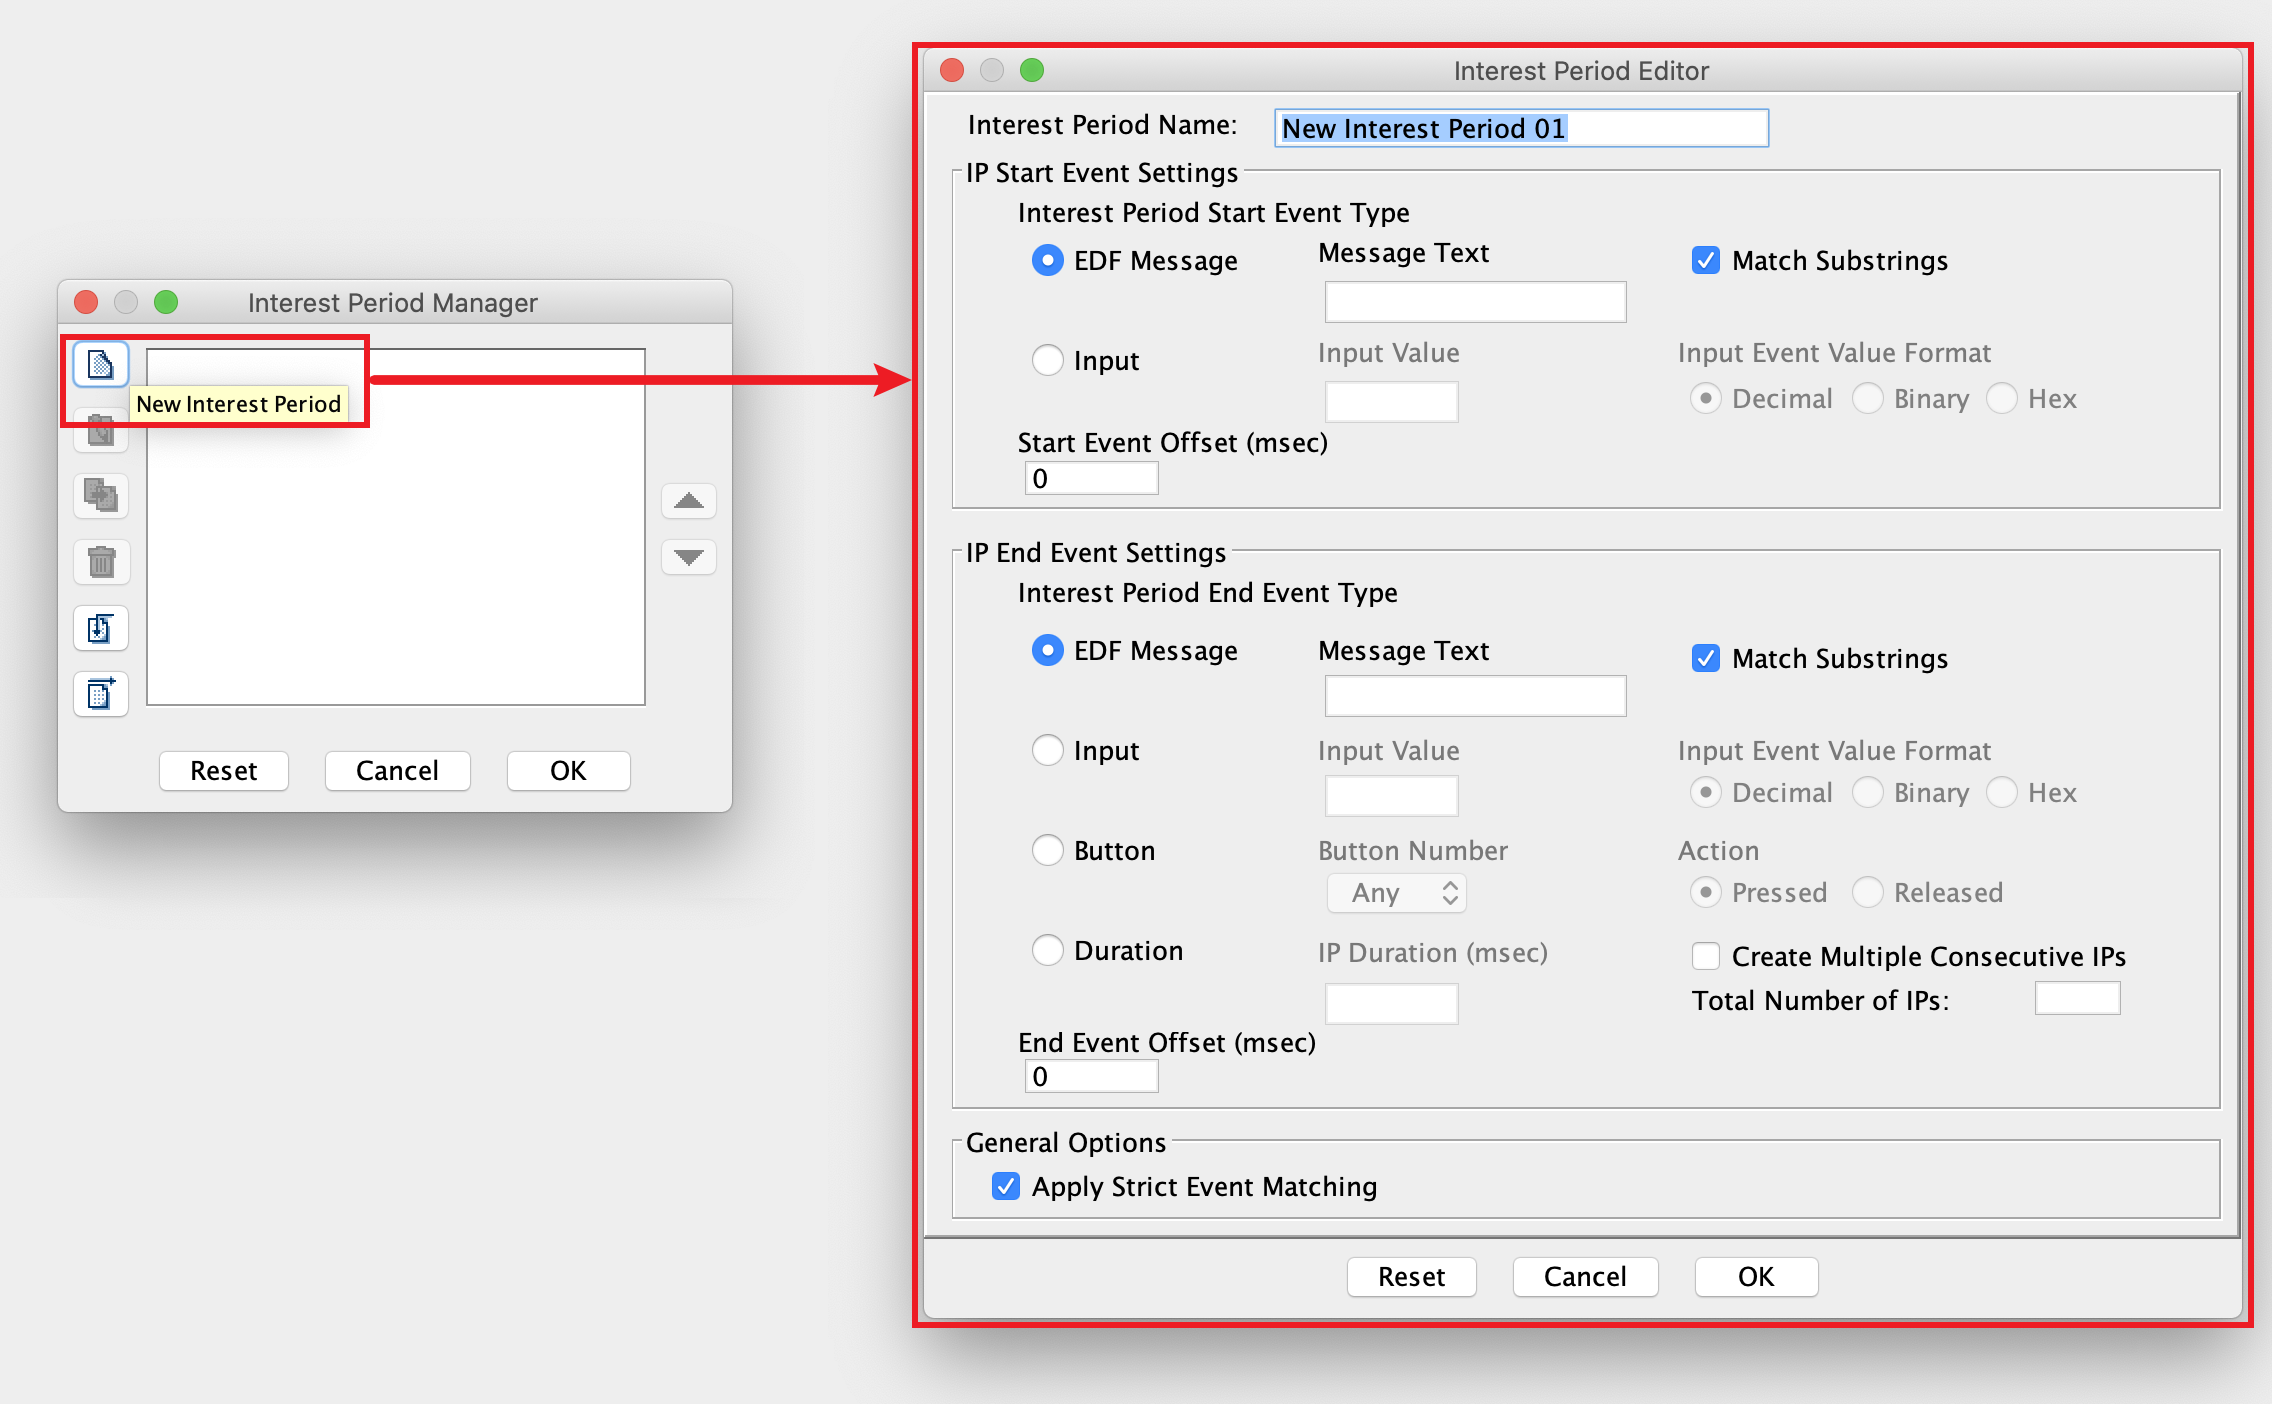 Interest Period Manager
New Interest Period
Reset Cancel OK
Interest Period Editor
Interest Period Name: New Interest Period 01
IP Start Event Settings
Interest Period Start Event Type
EDF Message Message Text Match Substrings
Input Input Value Input Event Value Format
Decimal Binary Hex
Start Event Offset (msec)
0
IP End Event Settings
Interest Period End Event Type
EDF Message Message Text Match Substrings
Input Input Value Input Event Value Format
Decimal Binary Hex
Button Button Number Action
Any Pressed Released
Duration IP Duration (msec) Create Multiple Consecutive IPs
Total Number of IPs:
End Event Offset (msec)
0
General Options
Apply Strict Event Matching
Reset Cancel OK